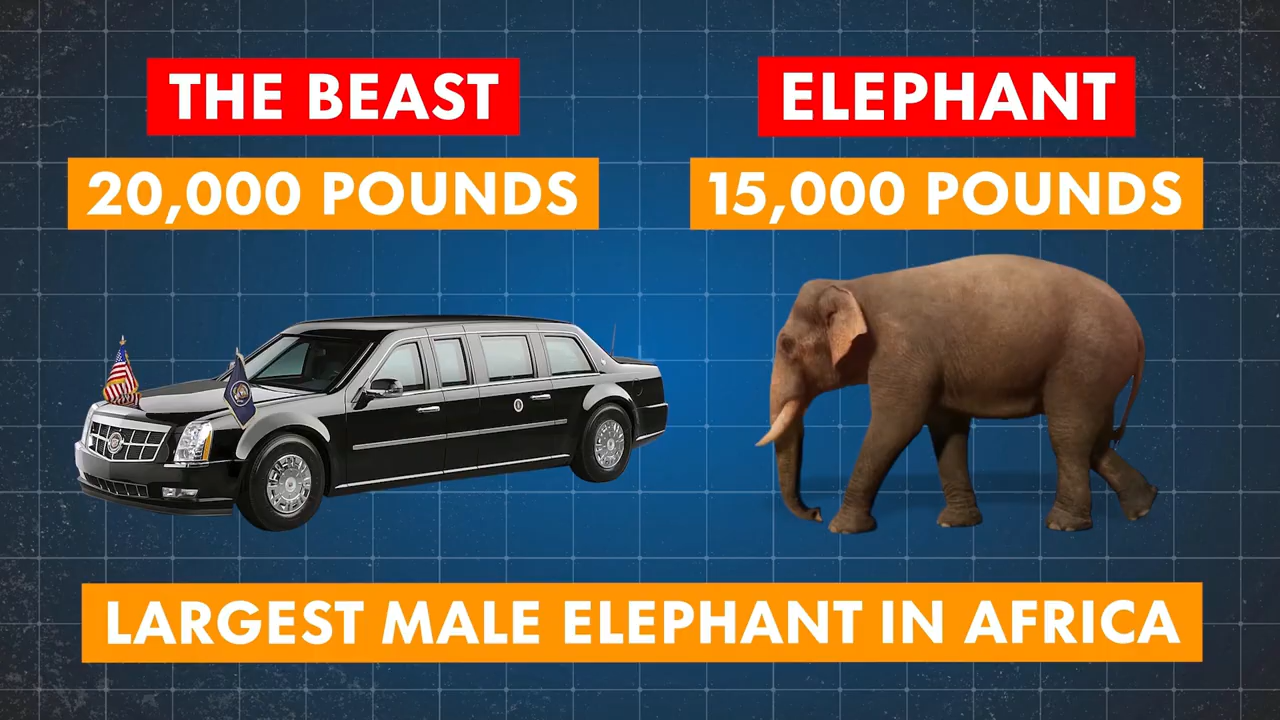 THE BEAST
20,000 POUNDS
ELEPHANT
15,000 POUNDS
LARGEST MALE ELEPHANT IN AFRICA